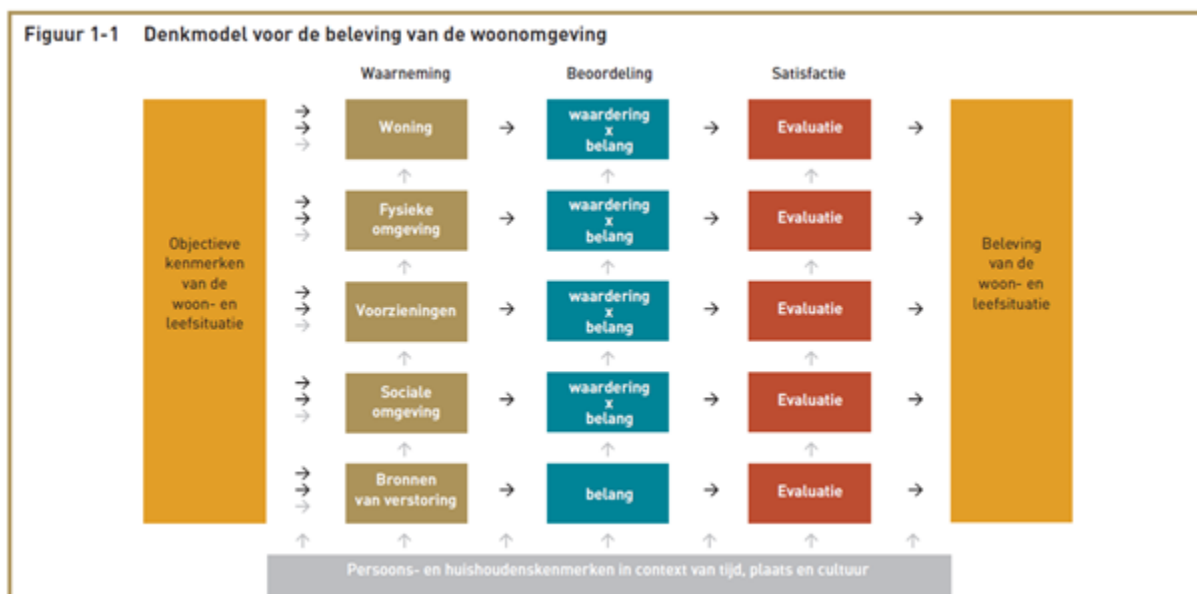 Figuur 1-1 Denkmodel voor de beleving van de woonomgeving
Waarneming
Beoordeling
Satisfactie
Objectieve
kenmerken
van de
woon- en
leefsituatie
Woning
waardering
x
belang
Evaluatie
Fysieke
omgeving
waardering
x
belang
Evaluatie
Voorzieningen
waardering
x
belang
Evaluatie
Sociale
omgeving
waardering
x
belang
Evaluatie
Bronnen
van verstoring
belang
Evaluatie
Beleving
van de
woon- en
leefsituatie
Persoons- en huishoudenskenmerken in context van tijd, plaats en cultuur